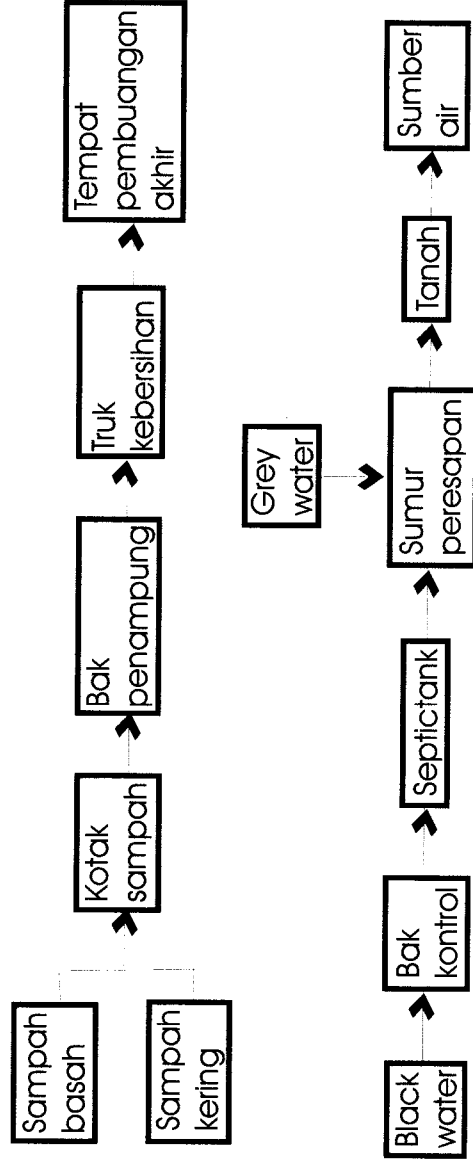 Sampah
basah
Sampah
kering
Kotak
sampah
Bak
penampung
Truk
kebersihan
Tempat
pembuangan
akhir
Black
water
Bak
kontrol
Septictank
Grey
water
Sumur
peresapan
Tanah
Sumber
air